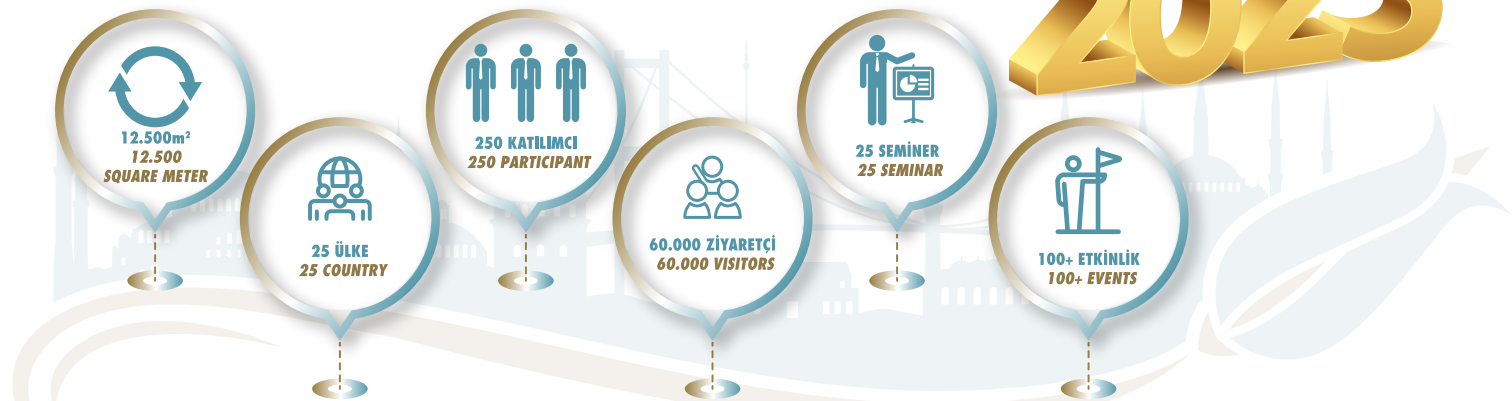 2023
12.500m²
12.500
SQUARE METER
25 ÜLKE
25 COUNTRY
250 KATILIMCI
250 PARTICIPANT
60.000 ZİYARETÇİ
60.000 VISITORS
25 SEMİNER
25 SEMINAR
100+ ETKİNLİK
100+ EVENTS